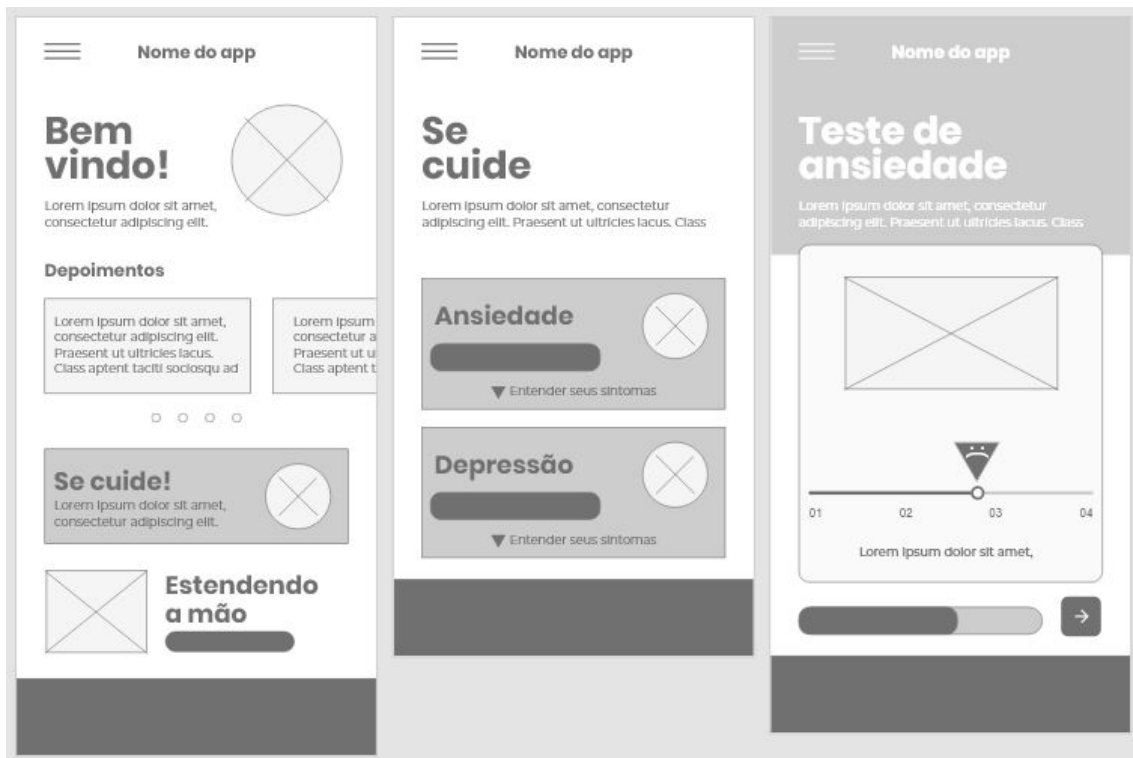 Nome do app
Bem
vindo!
Lorem ipsum dolor sit amet,
consectetur adipiscing elit.
Depoimentos
Lorem ipsum dolor sit amet,
consectetur adipiscing elit.
Praesent ut ultricies lacus.
Class aptent taciti sociosqu ad
Lorem ipsum
consectetur a
Praesent ut u
Class aptent t
Se cuide!
Lorem ipsum dolor sit amet,
consectetur adipiscing elit.
Estendendo
a mão
Nome do app
Se
cuide
Lorem ipsum dolor sit amet, consectetur
adipiscing elit. Praesent ut ultricies lacus. Class
Ansiedade
Entender seus sintomas
Depressão
Entender seus sintomas
Nome do app
Teste de
ansiedade
Lorem ipsum dolor sit amet, consectetur
adipiscing elit. Praesent ut ultricies lacus. Class
01 02 03 04
Lorem ipsum dolor sit amet,